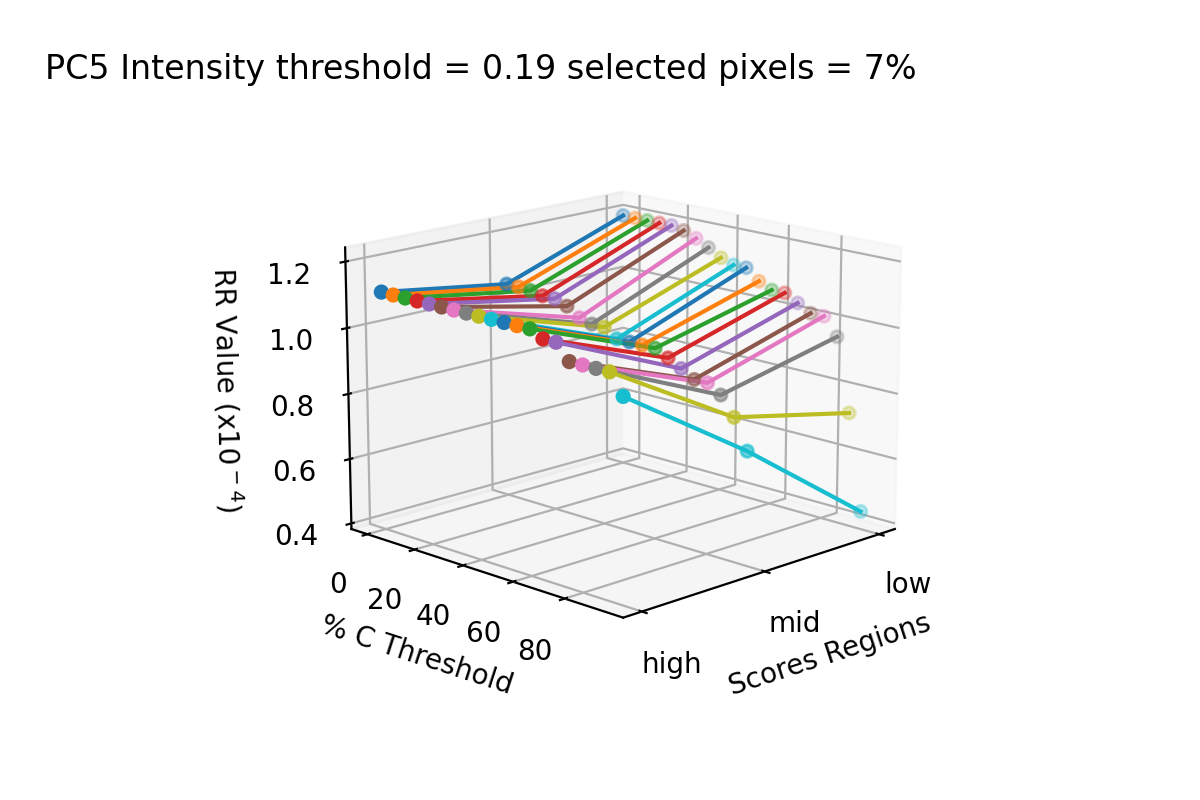 PC5 Intensity threshold = 0.19 selected pixels = 7%
RR Value (x10⁻⁴)
1.2
1.0
0.8
0.6
0.4
0
20
40
60
80
% C Threshold
high
mid
low
Scores Regions